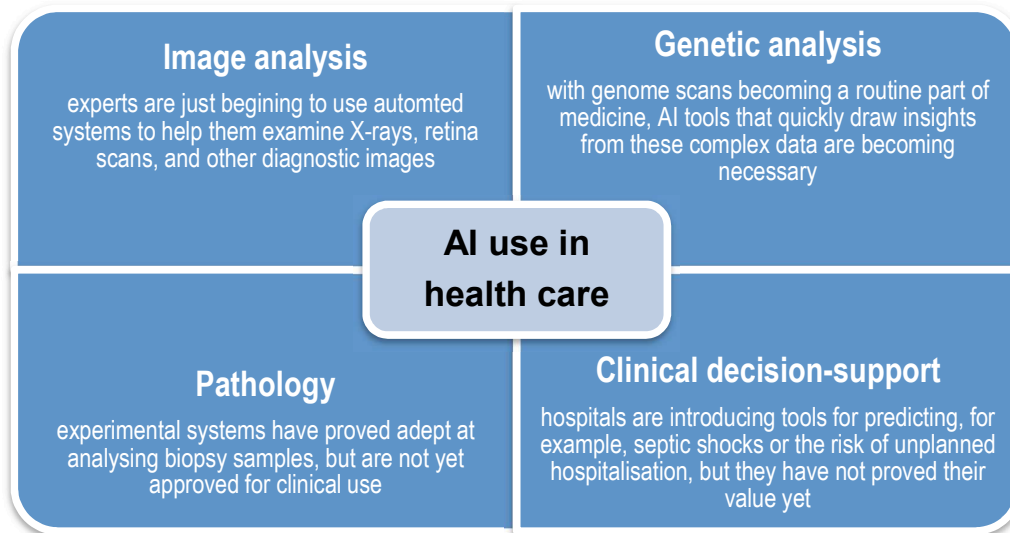 Image analysis
experts are just begining to use automted
systems to help them examine X-rays, retina
scans, and other diagnostic images
Genetic analysis
with genome scans becoming a routine part of
medicine, AI tools that quickly draw insights
from these complex data are becoming
necessary
AI use in
health care
Pathology
experimental systems have proved adept at
analysing biopsy samples, but are not yet
approved for clinical use
Clinical decision-support
hospitals are introducing tools for predicting, for
example, septic shocks or the risk of unplanned
hospitalisation, but they have not proved their
value yet